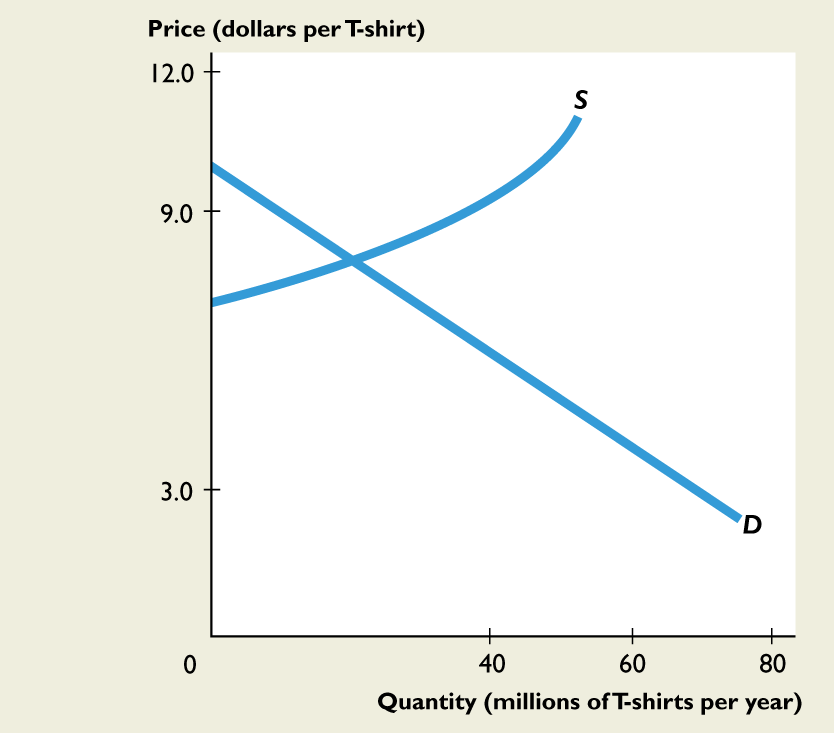 Price (dollars per T-shirt)
12.0
S
9.0
3.0
D
0
40
60
80
Quantity (millions of T-shirts per year)